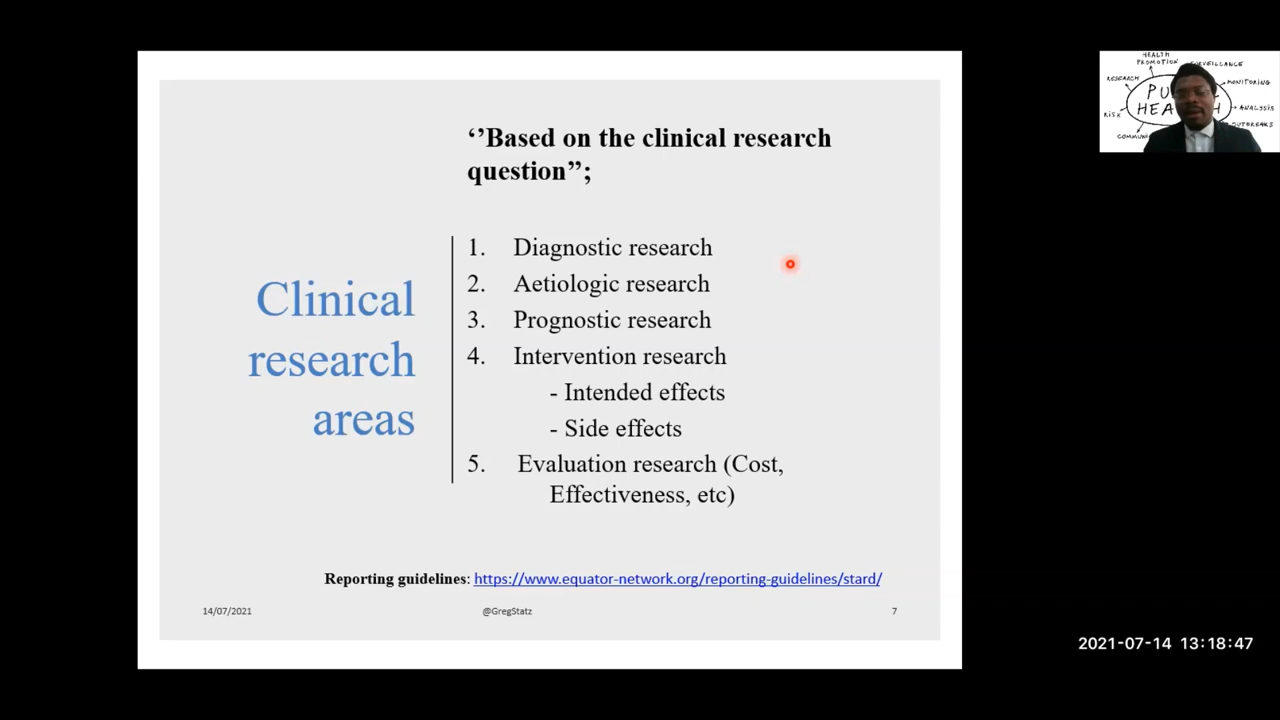 ‘’Based on the clinical research
question”;
Clinical
research
areas
1. Diagnostic research
2. Aetiologic research
3. Prognostic research
4. Intervention research
- Intended effects
- Side effects
5. Evaluation research (Cost,
Effectiveness, etc)
Reporting guidelines: https://www.equator-network.org/reporting-guidelines/stard/
14/07/2021
@GregStatz
7
HEALTH
PROMOTION
RESEARCH
MONITORING
ANALYSIS
OUTBREAKS
RISK
2021-07-14 13:18:47